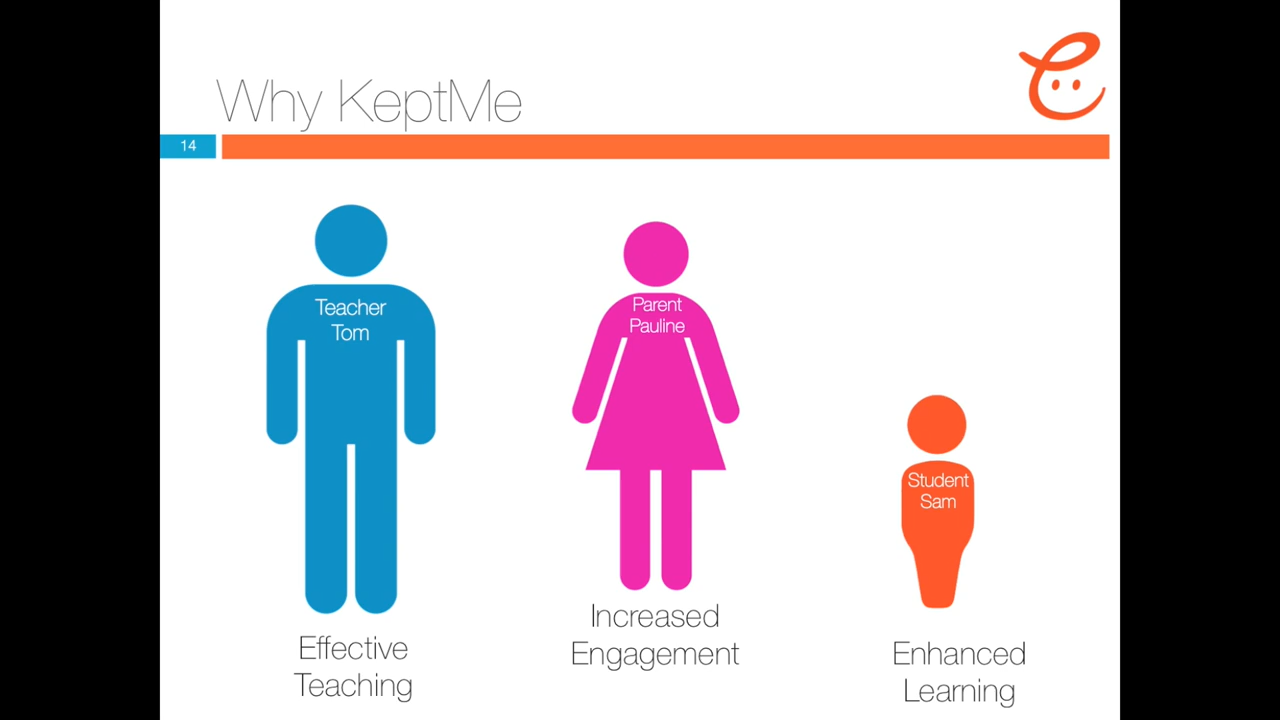 Why KeptMe
14
Teacher
Tom
Parent
Pauline
Student
Sam
Effective
Teaching
Increased
Engagement
Enhanced
Learning